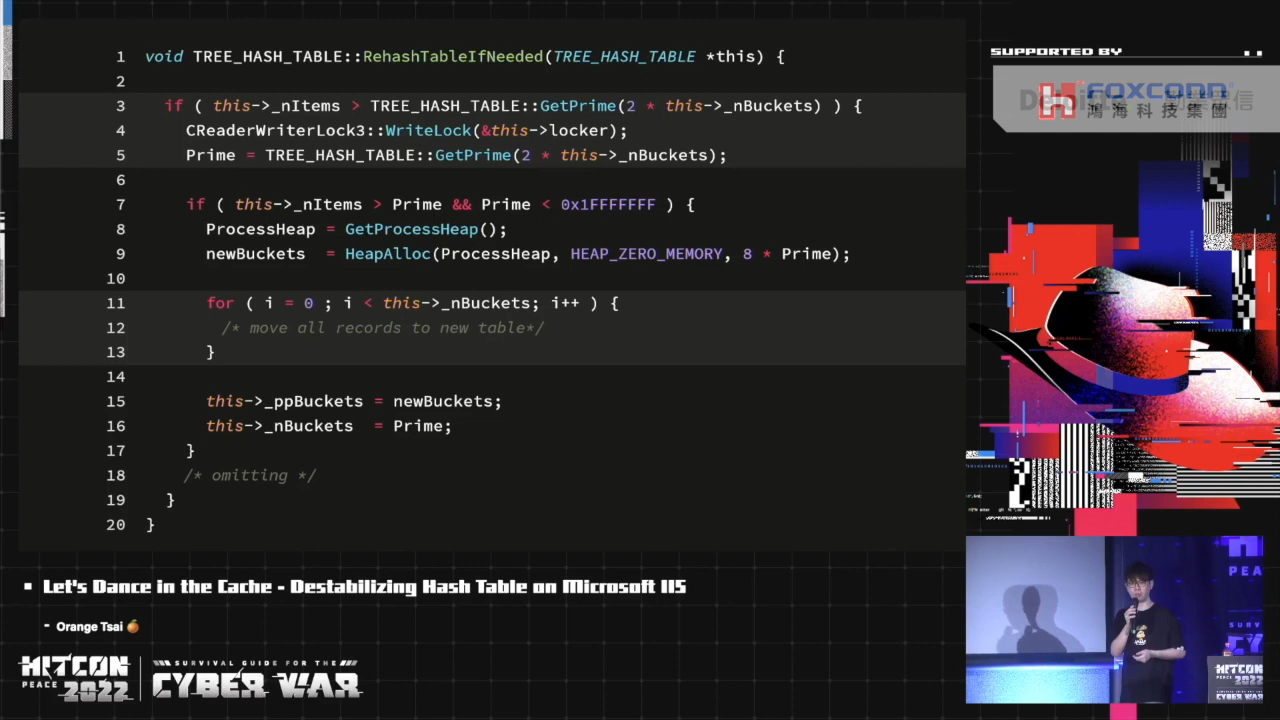 1 void TREE_HASH_TABLE::RehashTableIfNeeded(TREE_HASH_TABLE *this) {
2
3 if ( this->_nItems > TREE_HASH_TABLE::GetPrime(2 * this->_nBuckets) ) {
4 CReaderWriterLock3::WriteLock(&this->locker);
5 Prime = TREE_HASH_TABLE::GetPrime(2 * this->_nBuckets);
6
7 if ( this->_nItems > Prime && Prime < 0x1FFFFFFF ) {
8 ProcessHeap = GetProcessHeap();
9 newBuckets = HeapAlloc(ProcessHeap, HEAP_ZERO_MEMORY, 8 * Prime);
10
11 for ( i = 0 ; i < this->_nBuckets; i++ ) {
12 /* move all records to new table*/
13 }
14
15 this->_ppBuckets = newBuckets;
16 this->_nBuckets = Prime;
17 }
18 /* omitting */
19 }
20 }
SUPPORTED BY
FOXCONN
鴻海科技集團
▪ Let's Dance in the Cache - Destabilizing Hash Table on Microsoft IIS
- Orange Tsai 🍊
HITCON
PEACE 2022
SURVIVAL GUIDE FOR THE
CYBER WAR
PEA
HITCON
2022
CYBER WAR